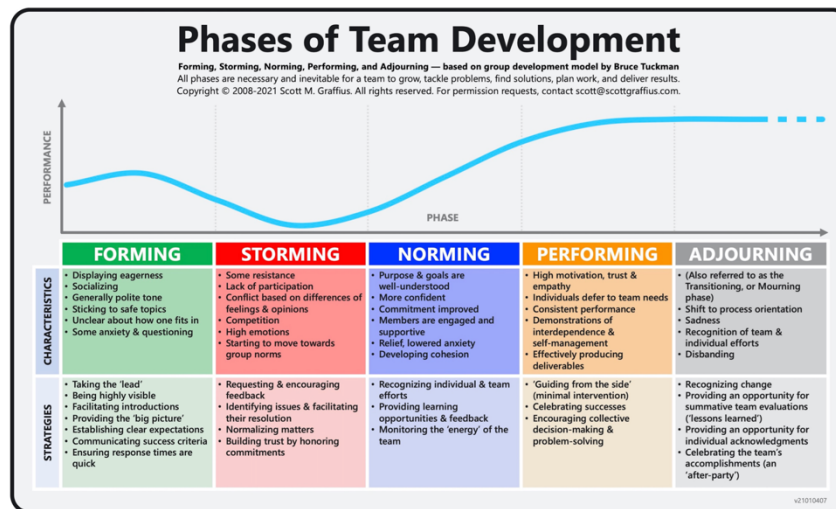 Phases of Team Development
Forming, Storming, Norming, Performing, and Adjourning — based on group development model by Bruce Tuckman
All phases are necessary and inevitable for a team to grow, tackle problems, find solutions, plan work, and deliver results.
Copyright © 2008-2021 Scott M. Graffius. All rights reserved. For permission requests, contact scott@scottgraffius.com.
PERFORMANCE
PHASE
FORMING
STORMING
NORMING
PERFORMING
ADJOURNING
CHARACTERISTICS
• Displaying eagerness
• Socializing
• Generally polite tone
• Sticking to safe topics
• Unclear about how one fits in
• Some anxiety & questioning
• Some resistance
• Lack of participation
• Conflict based on differences of
feelings & opinions
• Competition
• High emotions
• Starting to move towards
group norms
• Purpose & goals are
well-understood
• More confident
• Commitment improved
• Members are engaged and
supportive
• Relief, lowered anxiety
• Developing cohesion
• High motivation, trust &
empathy
• Individuals defer to team needs
• Consistent performance
• Demonstrations of
interdependence &
self-management
• Effectively producing
deliverables
• (Also referred to as the
Transitioning, or Mourning
phase)
• Shift to process orientation
• Sadness
• Recognition of team &
individual efforts
• Disbanding
STRATEGIES
• Taking the ‘lead’
• Being highly visible
• Facilitating introductions
• Providing the ‘big picture’
• Establishing clear expectations
• Communicating success criteria
• Ensuring response times are
quick
• Requesting & encouraging
feedback
• Identifying issues & facilitating
their resolution
• Normalizing matters
• Building trust by honoring
commitments
• Recognizing individual & team
efforts
• Providing learning
opportunities & feedback
• Monitoring the ‘energy’ of the
team
• ‘Guiding from the side’
(minimal intervention)
• Celebrating successes
• Encouraging collective
decision-making &
problem-solving
• Recognizing change
• Providing an opportunity for
summative team evaluations
(‘lessons learned’)
• Providing an opportunity for
individual acknowledgments
• Celebrating the team’s
accomplishments (an
‘after-party’)
v21010407